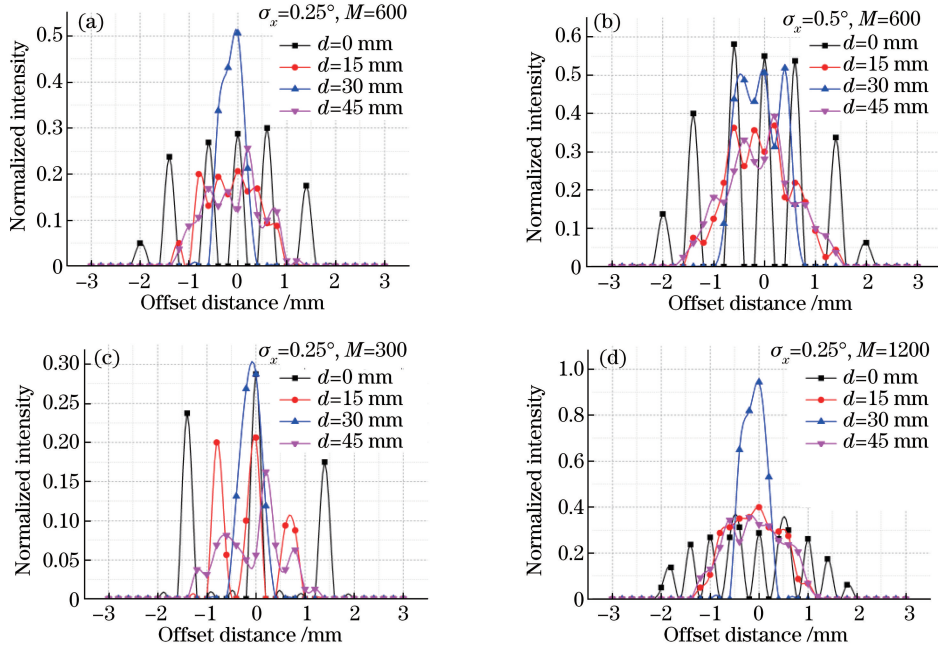 (a)
σx=0.25°, M=600
d=0 mm
d=15 mm
d=30 mm
d=45 mm
Normalized intensity
0.5
0.4
0.3
0.2
0.1
0
−3 −2 −1 0 1 2 3
Offset distance /mm
(b)
σx=0.5°, M=600
d=0 mm
d=15 mm
d=30 mm
d=45 mm
Normalized intensity
0.6
0.5
0.4
0.3
0.2
0.1
0
−3 −2 −1 0 1 2 3
Offset distance /mm
(c)
σx=0.25°, M=300
d=0 mm
d=15 mm
d=30 mm
d=45 mm
Normalized intensity
0.30
0.25
0.20
0.15
0.10
0.05
0
−3 −2 −1 0 1 2 3
Offset distance /mm
(d)
σx=0.25°, M=1200
d=0 mm
d=15 mm
d=30 mm
d=45 mm
Normalized intensity
1.0
0.8
0.6
0.4
0.2
0
−3 −2 −1 0 1 2 3
Offset distance /mm